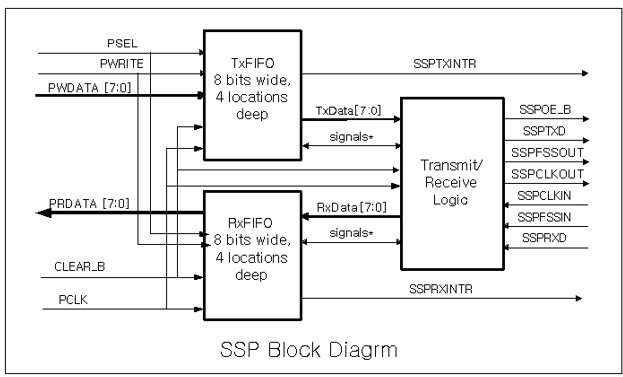 PSEL
PWRITE
PWDATA [7:0]
TxFIFO
8 bits wide,
4 locations
deep
SSPTXINTR
TxData[7:0]
signals*
Transmit/
Receive
Logic
SSPOE_B
SSPTXD
SSPFSSOUT
SSPCLKOUT
SSPCLKIN
SSPFSSIN
SSPRXD
PRDATA [7:0]
RxFIFO
8 bits wide,
4 locations
deep
RxData[7:0]
signals*
CLEAR_B
PCLK
SSPRXINTR
SSP Block Diagrm